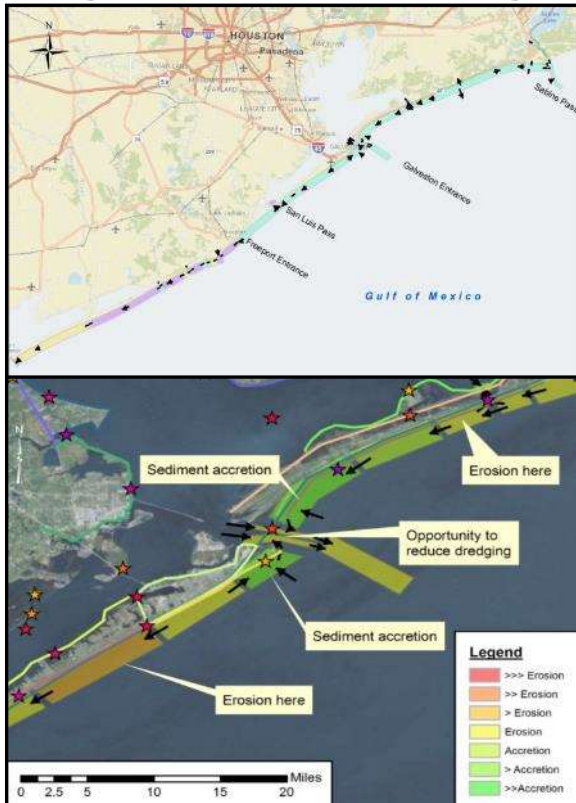 N
HOUSTON
Pasadena
Sabine Pass
Galveston Entrance
San Luis Pass
Freeport Entrance
Gulf of Mexico
Sediment accretion
Erosion here
Opportunity to
reduce dredging
Sediment accretion
Erosion here
Legend
>>> Erosion
>> Erosion
> Erosion
Erosion
Accretion
> Accretion
>>Accretion
Miles
0 2.5 5 10 15 20